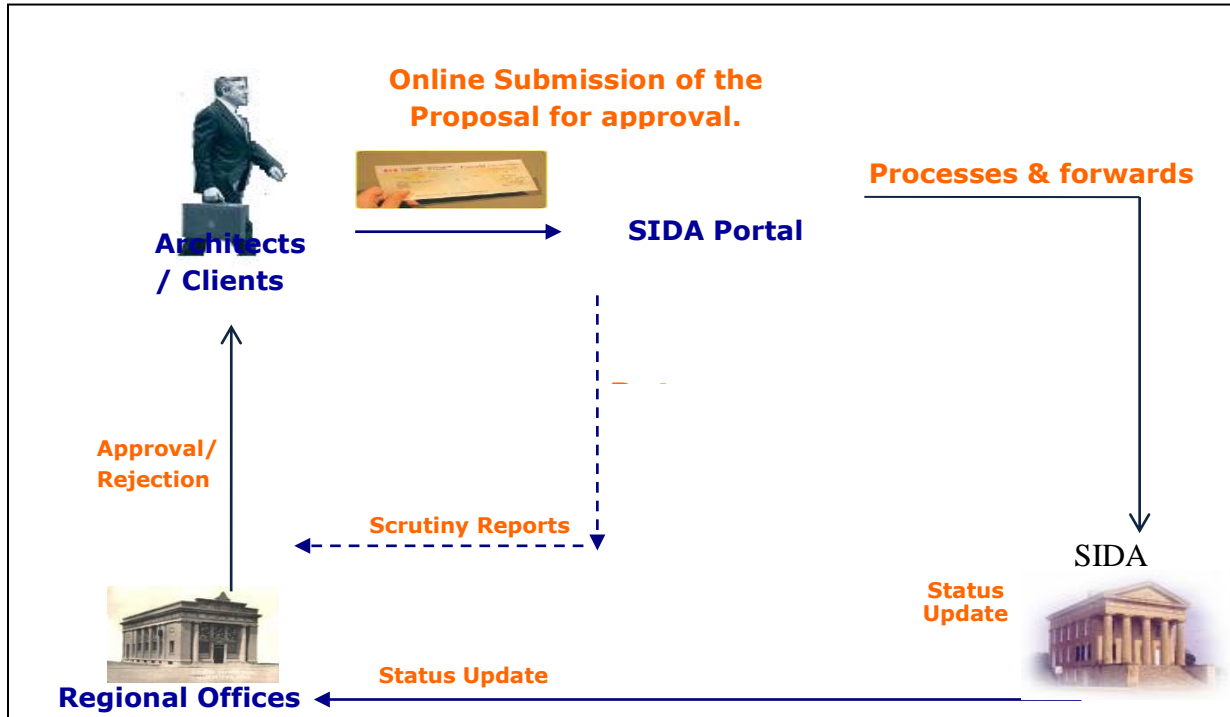 Online Submission of the
Proposal for approval.
Processes & forwards
Architects
/ Clients
SIDA Portal
Approval/
Rejection
Scrutiny Reports
SIDA
Status
Update
Status Update
Regional Offices